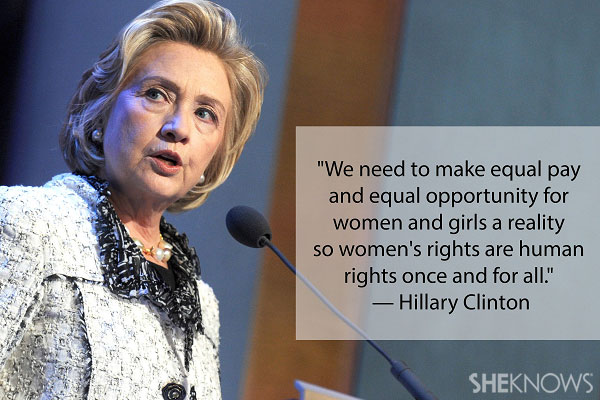 "We need to make equal pay
and equal opportunity for
women and girls a reality
so women's rights are human
rights once and for all."
— Hillary Clinton
SHEKNOWS